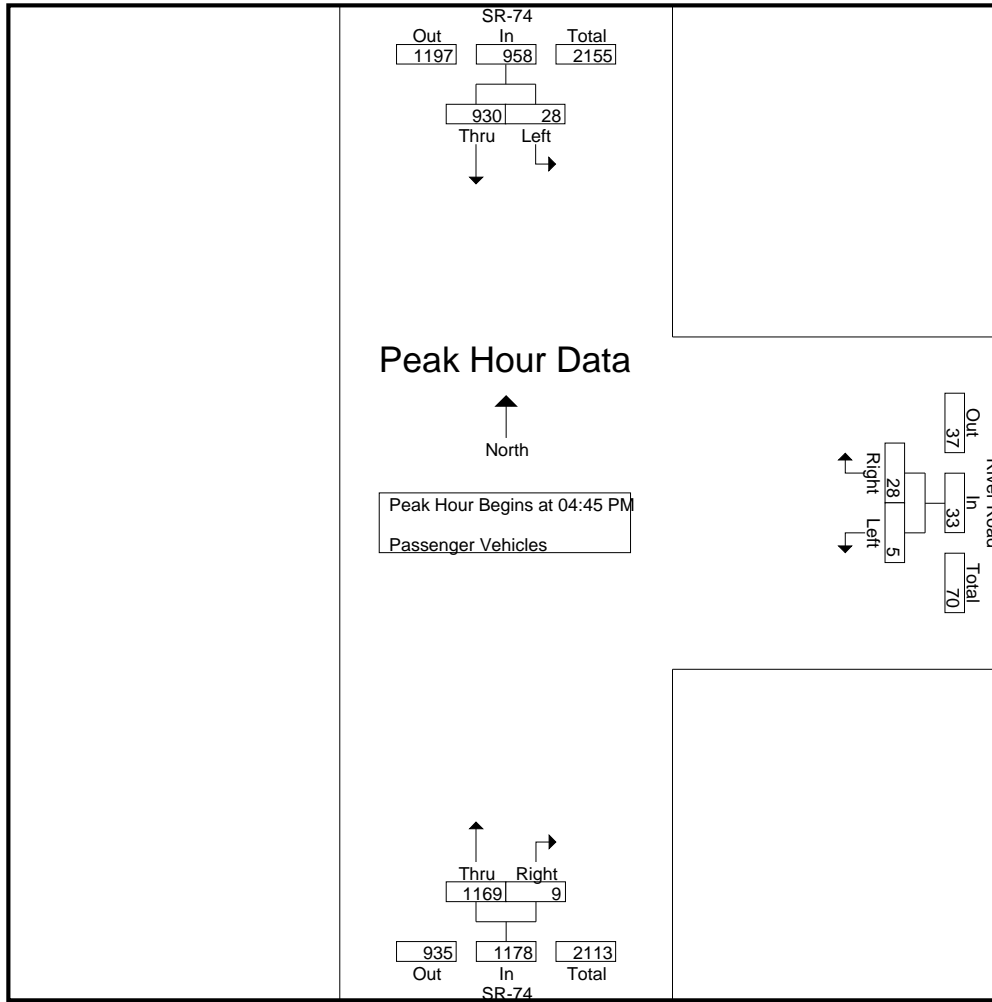 SR-74
Out In Total
1197 958 2155
930 28
Thru Left
Peak Hour Data
North
Peak Hour Begins at 04:45 PM
Passenger Vehicles
River Road
Out In Total
37 33 70
28 5
Right Left
Thru Right
1169 9
935 1178 2113
Out In Total
SR-74